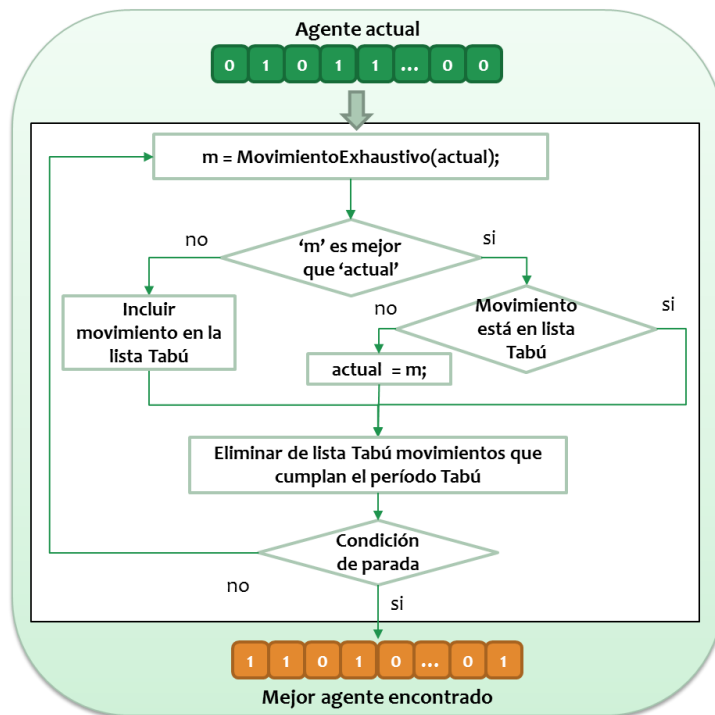 Agente actual
0 1 0 1 1 ... 0 0
m = MovimientoExhaustivo(actual);
no
si
‘m’ es mejor
que ‘actual’
Incluir
movimiento en la
lista Tabú
no
si
Movimiento
está en lista
Tabú
actual = m;
Eliminar de lista Tabú movimientos que
cumplan el período Tabú
Condición
de parada
no
si
1 1 0 1 0 ... 0 1
Mejor agente encontrado